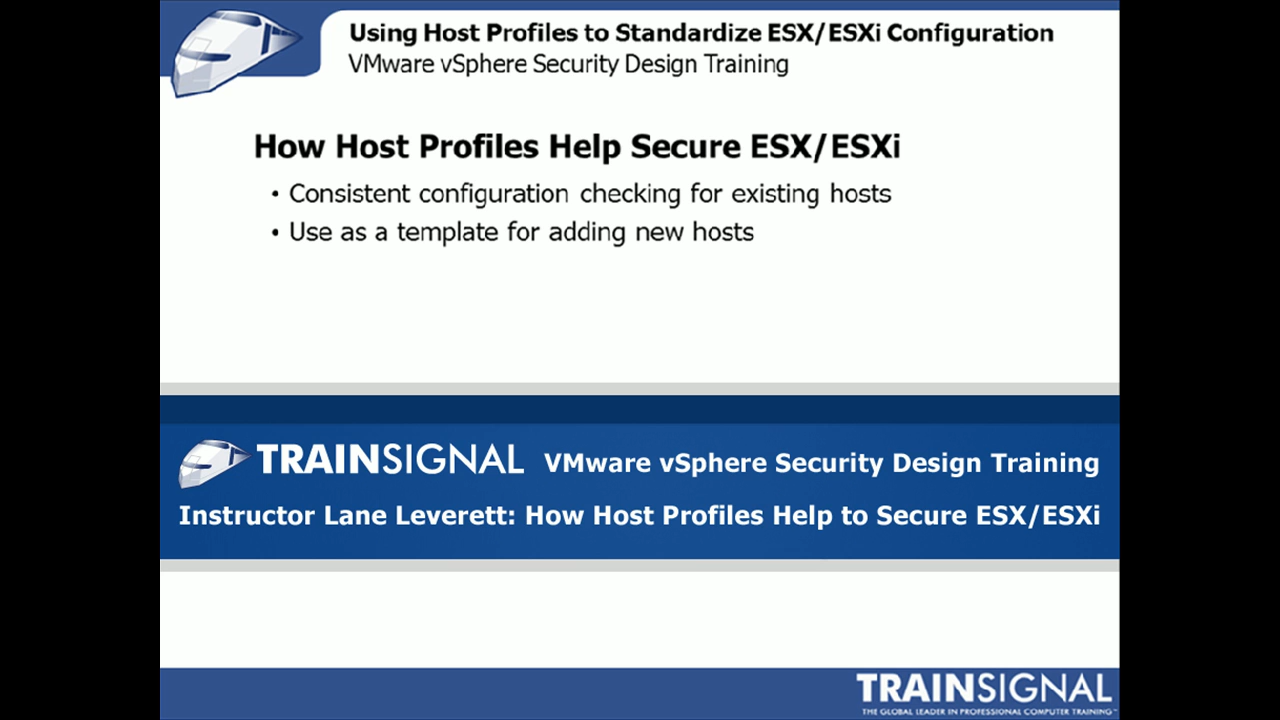 Using Host Profiles to Standardize ESX/ESXi Configuration
VMware vSphere Security Design Training
How Host Profiles Help Secure ESX/ESXi
• Consistent configuration checking for existing hosts
• Use as a template for adding new hosts
TRAINSIGNAL VMware vSphere Security Design Training
Instructor Lane Leverett: How Host Profiles Help to Secure ESX/ESXi
TRAINSIGNAL
THE GLOBAL LEADER IN PROFESSIONAL COMPUTER TRAINING